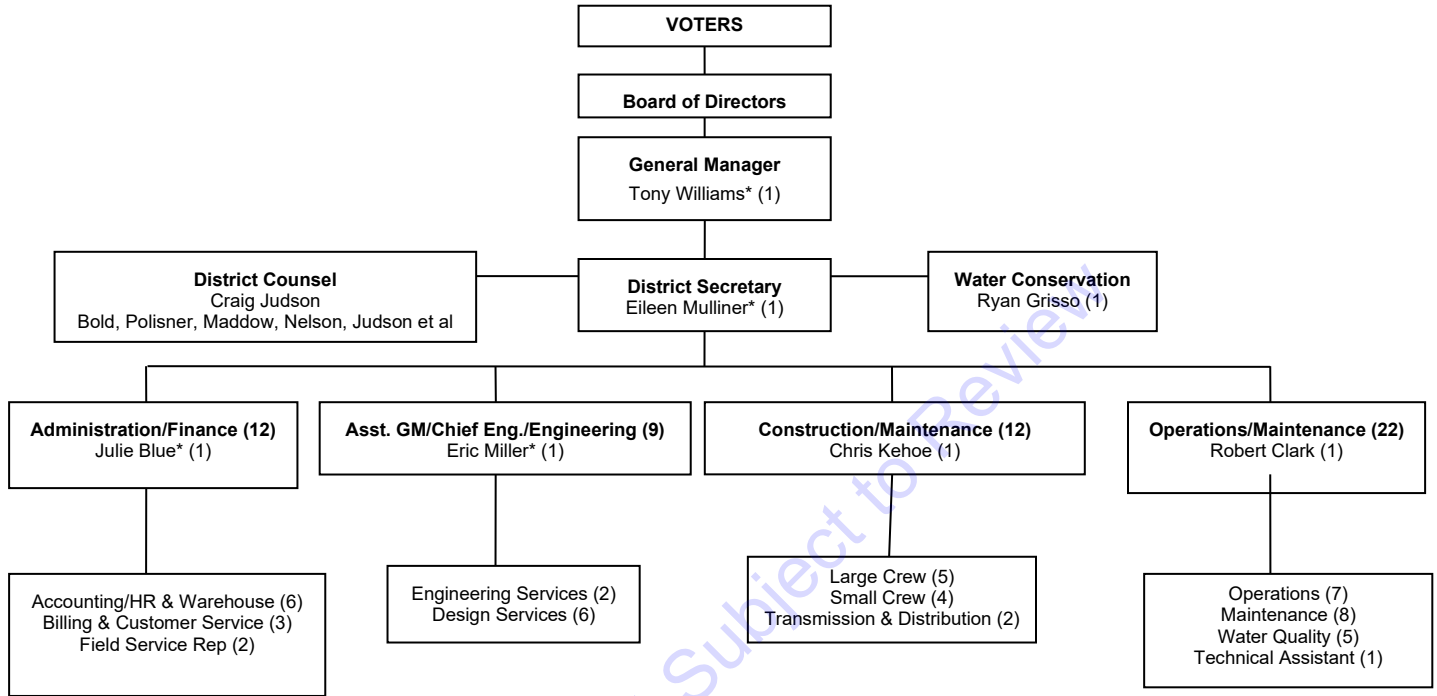 VOTERS
Board of Directors
General Manager
Tony Williams* (1)
District Counsel
Craig Judson
Bold, Polisner, Maddow, Nelson, Judson et al
District Secretary
Eileen Mulliner* (1)
Water Conservation
Ryan Grisso (1)
Administration/Finance (12)
Julie Blue* (1)
Asst. GM/Chief Eng./Engineering (9)
Eric Miller* (1)
Construction/Maintenance (12)
Chris Kehoe (1)
Operations/Maintenance (22)
Robert Clark (1)
Accounting/HR & Warehouse (6)
Billing & Customer Service (3)
Field Service Rep (2)
Engineering Services (2)
Design Services (6)
Large Crew (5)
Small Crew (4)
Transmission & Distribution (2)
Operations (7)
Maintenance (8)
Water Quality (5)
Technical Assistant (1)
Subject to Review